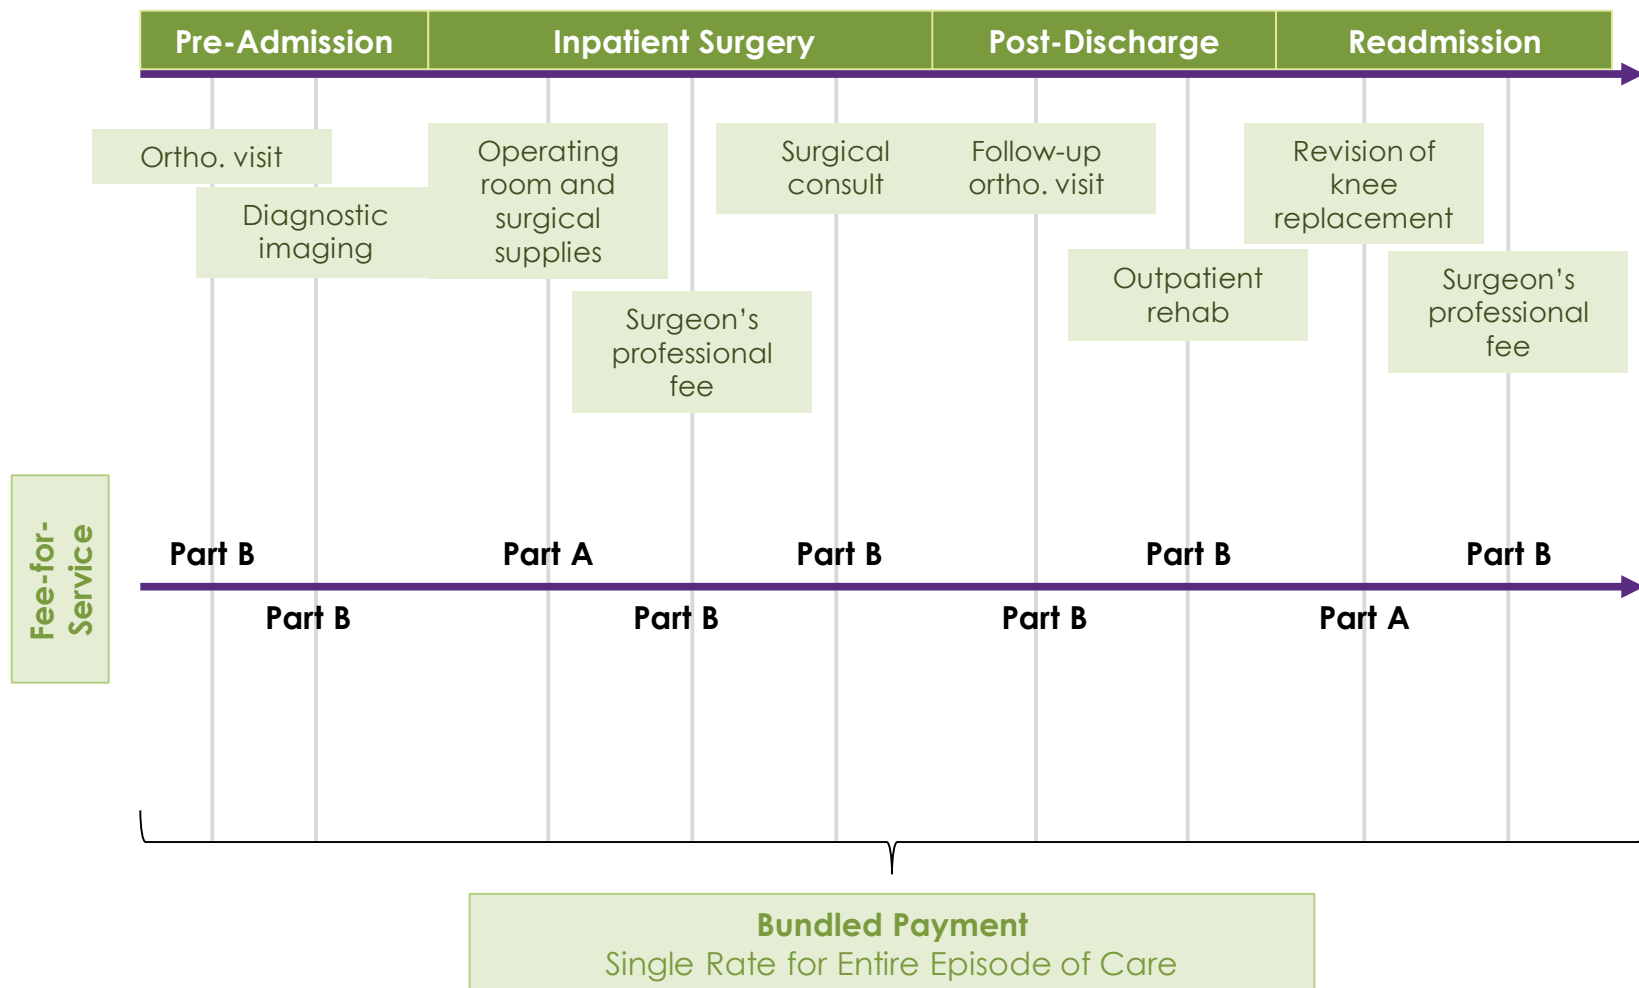 Pre-Admission
Inpatient Surgery
Post-Discharge
Readmission
Ortho. visit
Diagnostic
imaging
Operating
room and
surgical
supplies
Surgeon’s
professional
fee
Surgical
consult
Follow-up
ortho. visit
Outpatient
rehab
Revision of
knee
replacement
Surgeon’s
professional
fee
Fee-for-
Service
Part B
Part B
Part A
Part B
Part B
Part B
Part B
Part A
Part B
Bundled Payment
Single Rate for Entire Episode of Care